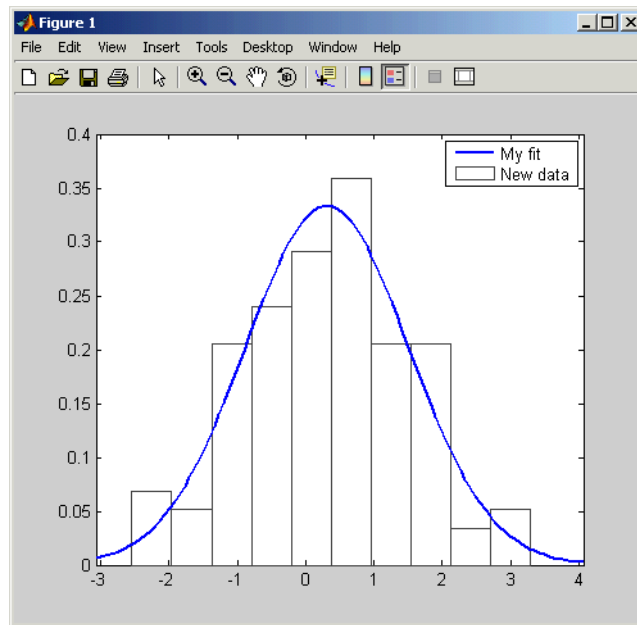 Figure 1
File Edit View Insert Tools Desktop Window Help
0.4
My fit
New data
0.35
0.3
0.25
0.2
0.15
0.1
0.05
0
-3 -2 -1 0 1 2 3 4